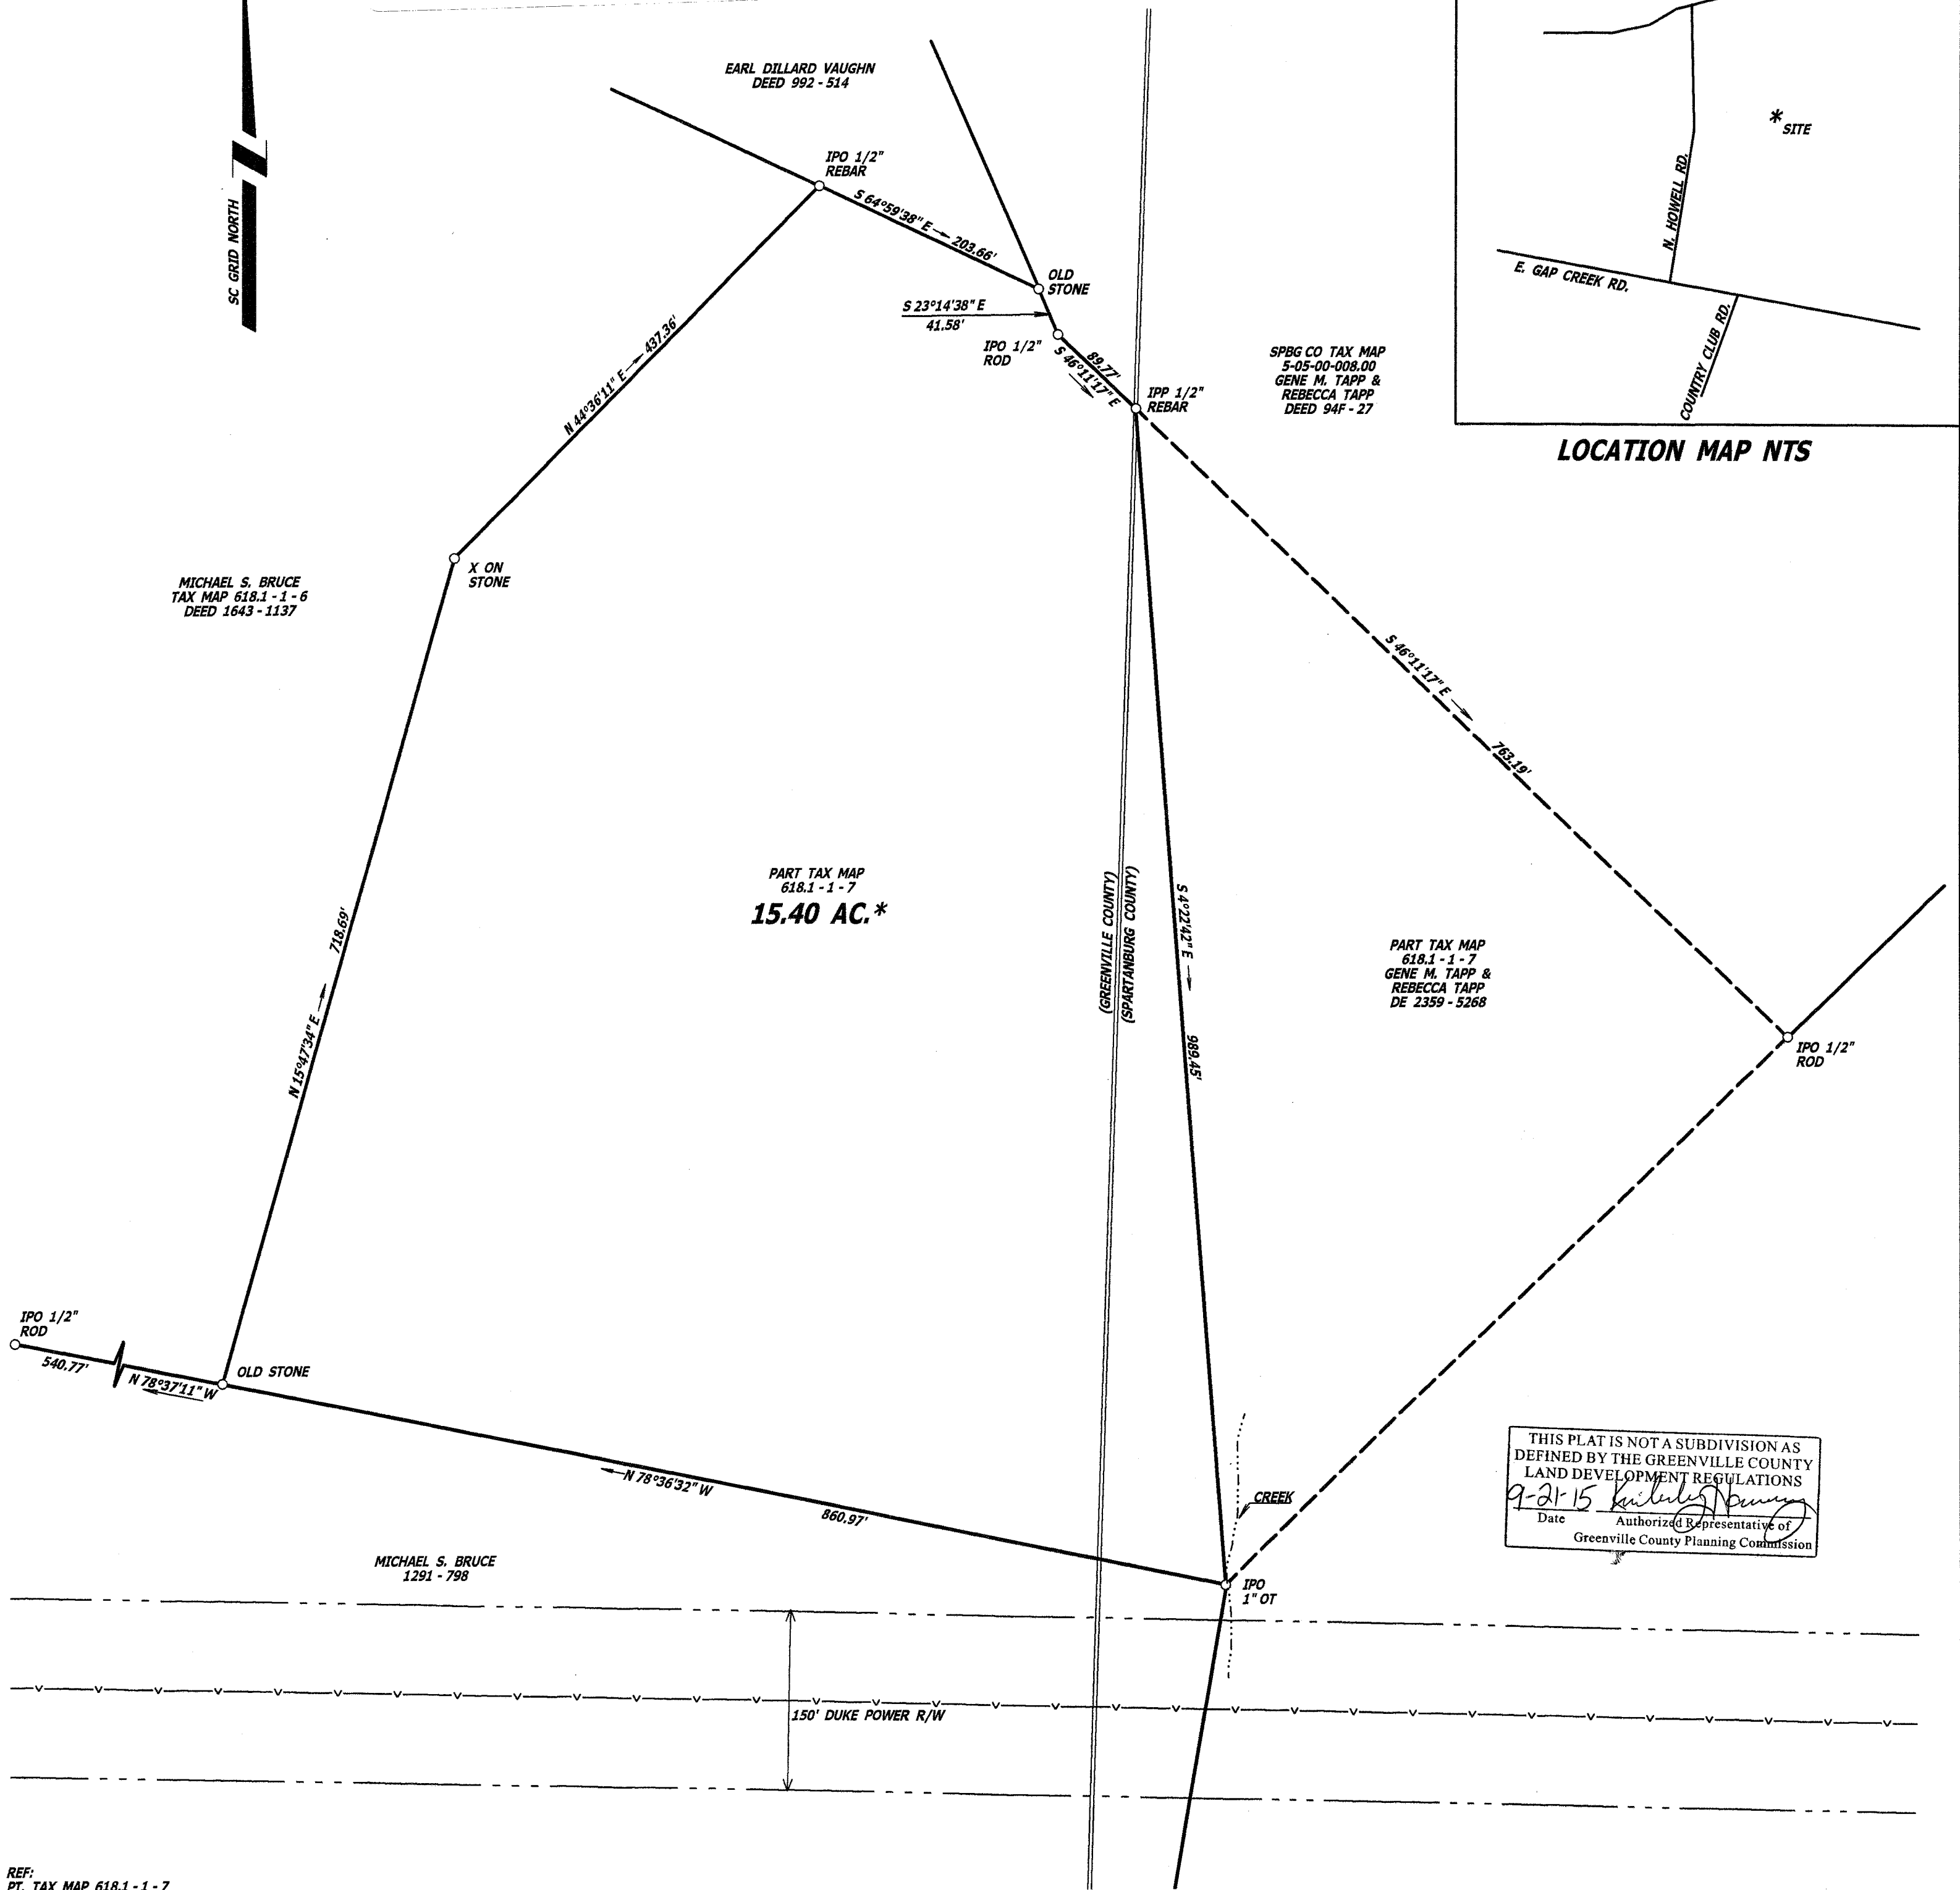 EARL DILLARD VAUGHN
DEED 992 - 514
SC GRID NORTH
IPO 1/2"
REBAR
S 64°59'38" E
203.66'
OLD
STONE
S 23°14'38" E
41.58'
IPO 1/2"
ROD
89.77'
S 46°11'17" E
IPP 1/2"
REBAR
SPBG CO TAX MAP
5-05-00-008.00
GENE M. TAPP &
REBECCA TAPP
DEED 94F - 27
* SITE
N. HOWELL RD.
E. GAP CREEK RD.
COUNTRY CLUB RD.
LOCATION MAP NTS
N 44°36'11" E
437.36'
X ON
STONE
MICHAEL S. BRUCE
TAX MAP 618.1 - 1 - 6
DEED 1643 - 1137
S 46°11'17" E
763.19'
PART TAX MAP
618.1 - 1 - 7
15.40 AC.*
(GREENVILLE COUNTY)
(SPARTANBURG COUNTY)
S 4°22'42" E
989.45'
PART TAX MAP
618.1 - 1 - 7
GENE M. TAPP &
REBECCA TAPP
DE 2359 - 5268
IPO 1/2"
ROD
N 15°47'34" E
718.69'
IPO 1/2"
ROD
540.77'
N 78°37'11" W
OLD STONE
N 78°36'32" W
860.97'
CREEK
IPO
1" OT
THIS PLAT IS NOT A SUBDIVISION AS
DEFINED BY THE GREENVILLE COUNTY
LAND DEVELOPMENT REGULATIONS
9-21-15
Date
Authorized Representative of
Greenville County Planning Commission
MICHAEL S. BRUCE
1291 - 798
150' DUKE POWER R/W
REF:
PT. TAX MAP 618.1 - 1 - 7